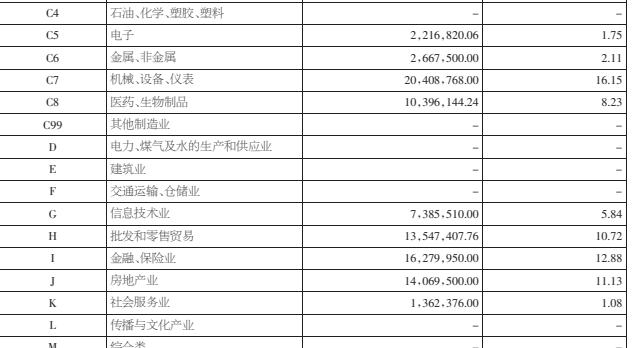 C4 石油、化学、塑胶、塑料 – –
C5 电子 2,216,820.06 1.75
C6 金属、非金属 2,667,500.00 2.11
C7 机械、设备、仪表 20,408,768.00 16.15
C8 医药、生物制品 10,396,144.24 8.23
C99 其他制造业 – –
D 电力、煤气及水的生产和供应业 – –
E 建筑业 – –
F 交通运输、仓储业 – –
G 信息技术业 7,385,510.00 5.84
H 批发和零售贸易 13,547,407.76 10.72
I 金融、保险业 16,279,950.00 12.88
J 房地产业 14,069,500.00 11.13
K 社会服务业 1,362,376.00 1.08
L 传播与文化产业 – –
M 综合类 – –